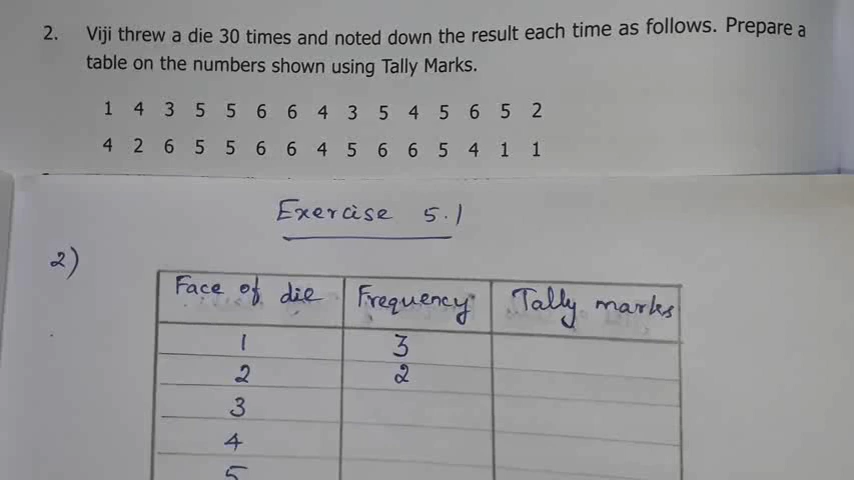 2. Viji threw a die 30 times and noted down the result each time as follows. Prepare a
table on the numbers shown using Tally Marks.
1 4 3 5 5 6 6 4 3 5 4 5 6 5 2
4 2 6 5 5 6 6 4 5 6 6 5 4 1 1
Exercise 5.1
2)
Face of die Frequency Tally marks
1 3
2 2
3
4
5